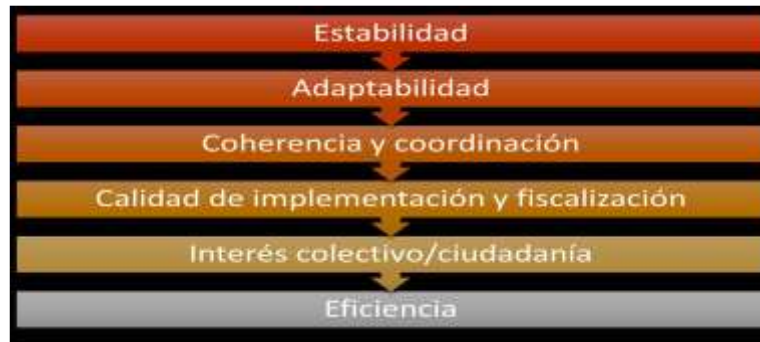 Estabilidad
Adaptabilidad
Coherencia y coordinación
Calidad de implementación y fiscalización
Interés colectivo/ciudadanía
Eficiencia